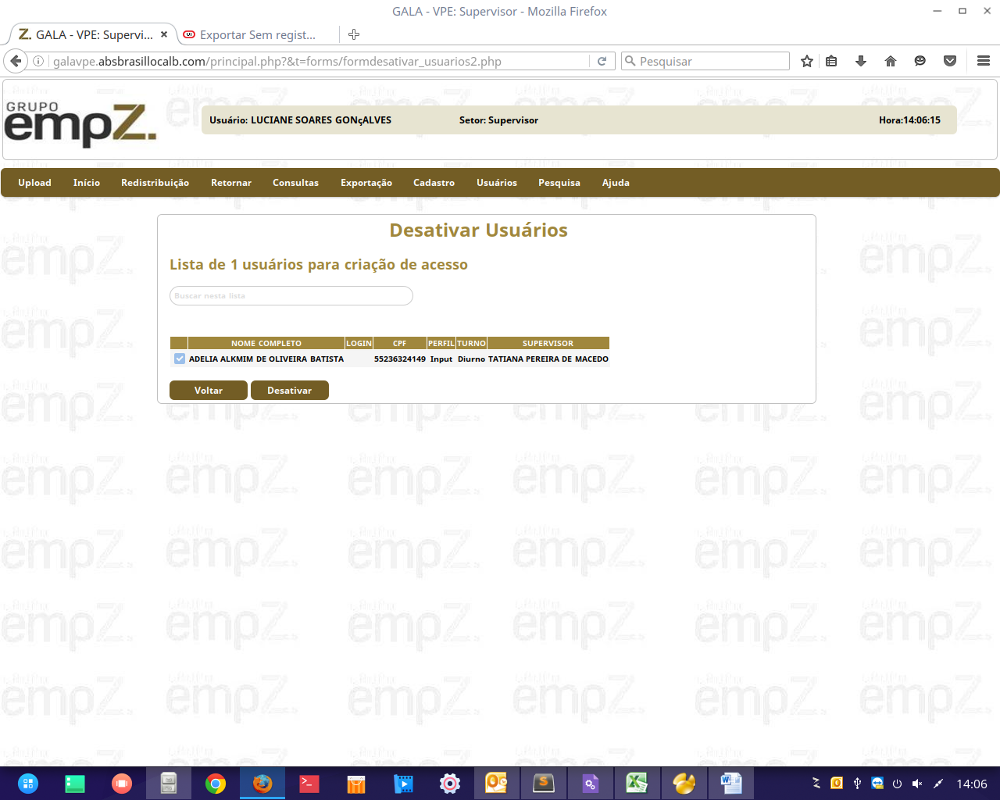 GALA - VPE: Supervisor - Mozilla Firefox
GALA - VPE: Supervi...
Exportar Sem regist...
galavpe.absbrasillocalb.com/principal.php?&t=forms/formdesativar_usuarios2.php
Pesquisar
GRUPO
empZ.
Usuário: LUCIANE SOARES GONçALVES Setor: Supervisor Hora:14:06:15
Upload Início Redistribuição Retornar Consultas Exportação Cadastro Usuários Pesquisa Ajuda
Desativar Usuários
Lista de 1 usuários para criação de acesso
Buscar nesta lista
NOME COMPLETO LOGIN CPF PERFIL TURNO SUPERVISOR
ADELIA ALKMIM DE OLIVEIRA BATISTA 55236324149 Input Diurno TATIANA PEREIRA DE MACEDO
Voltar Desativar
14:06